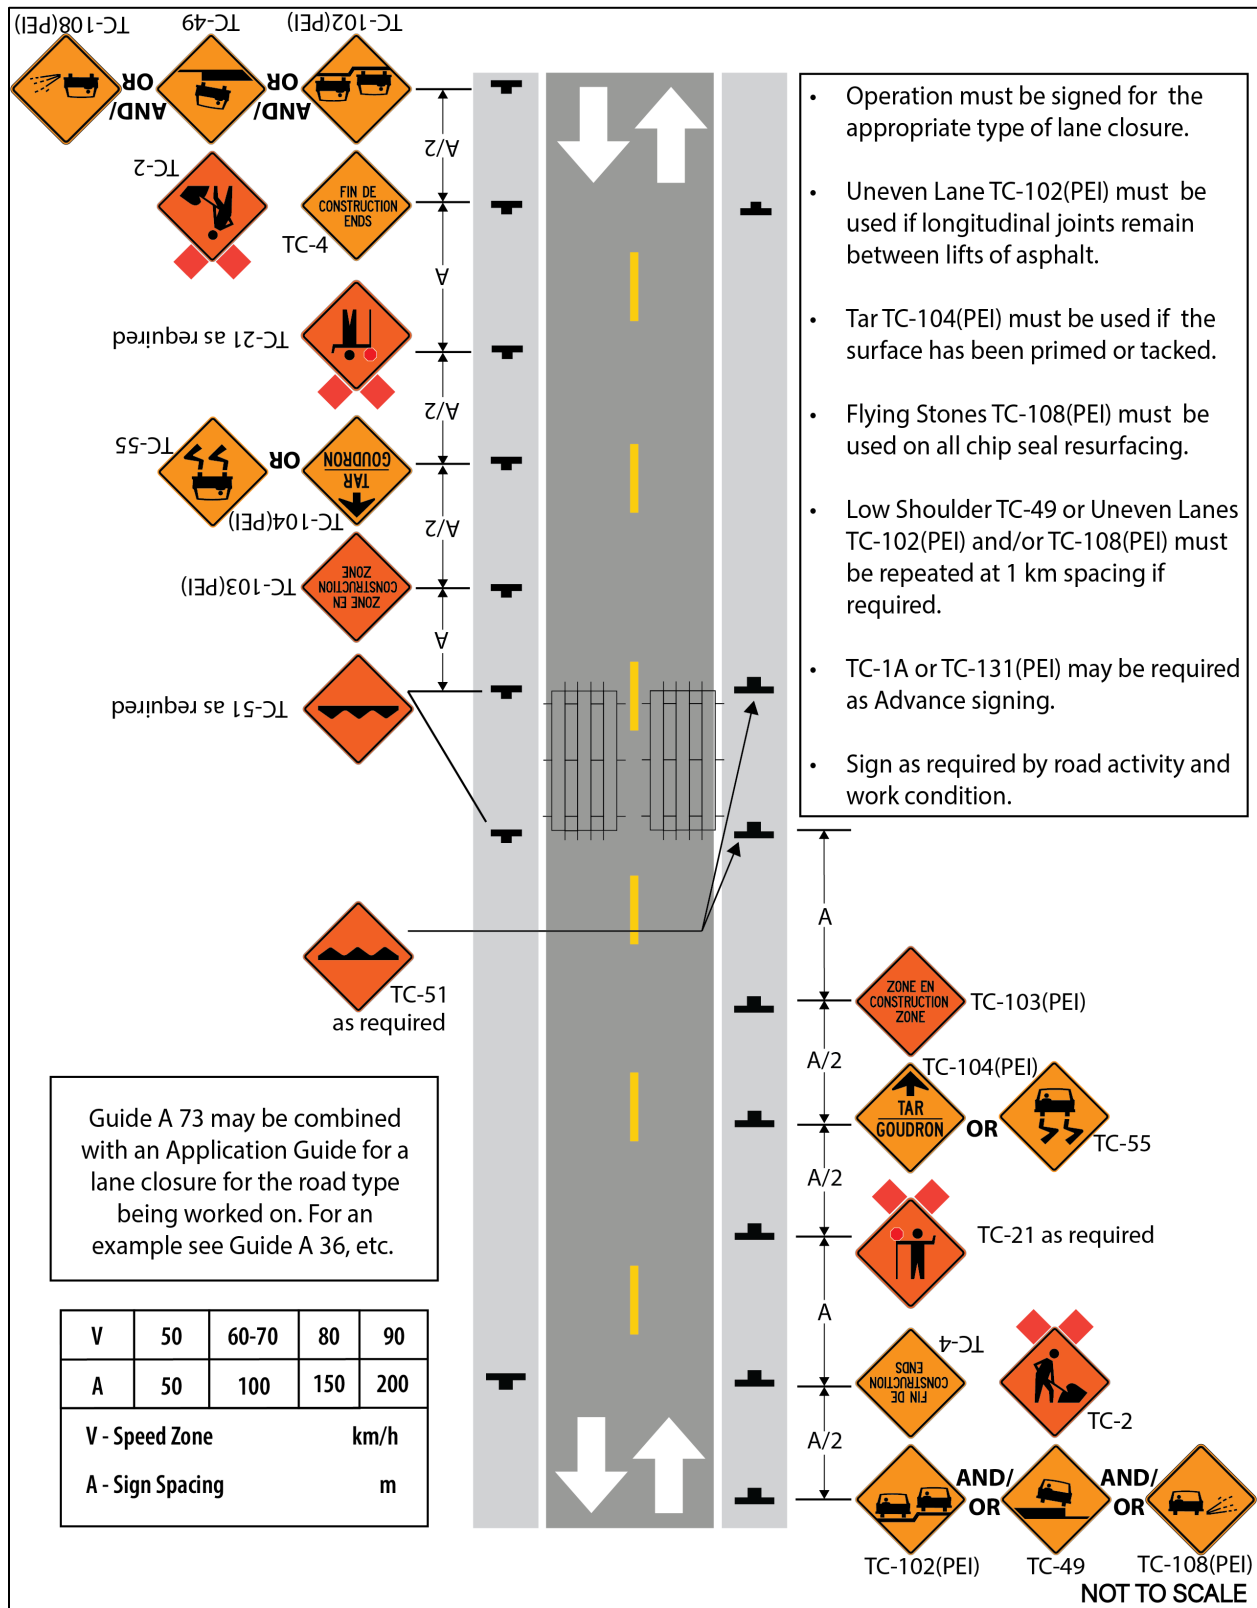 TC-108(PEI)
TC-49
TC-102(PEI)
AND/
OR
AND/
OR
A/2
TC-2
FIN DE
CONSTRUCTION
ENDS
TC-4
A
TC-21 as required
A/2
TC-55
OR
TAR
GOUDRON
TC-104(PEI)
A/2
ZONE EN
CONSTRUCTION
ZONE
TC-103(PEI)
A
TC-51 as required
• Operation must be signed for the
appropriate type of lane closure.
• Uneven Lane TC-102(PEI) must be
used if longitudinal joints remain
between lifts of asphalt.
• Tar TC-104(PEI) must be used if the
surface has been primed or tacked.
• Flying Stones TC-108(PEI) must be
used on all chip seal resurfacing.
• Low Shoulder TC-49 or Uneven Lanes
TC-102(PEI) and/or TC-108(PEI) must
be repeated at 1 km spacing if
required.
• TC-1A or TC-131(PEI) may be required
as Advance signing.
• Sign as required by road activity and
work condition.
TC-51
as required
A
ZONE EN
CONSTRUCTION
ZONE
TC-103(PEI)
A/2
TC-104(PEI)
TAR
GOUDRON
OR
TC-55
A/2
TC-21 as required
A
FIN DE
CONSTRUCTION
ENDS
TC-4
TC-2
A/2
AND/
OR
AND/
OR
TC-102(PEI)
TC-49
TC-108(PEI)
Guide A 73 may be combined
with an Application Guide for a
lane closure for the road type
being worked on. For an
example see Guide A 36, etc.
V 50 60-70 80 90
A 50 100 150 200
V - Speed Zone km/h
A - Sign Spacing m
NOT TO SCALE